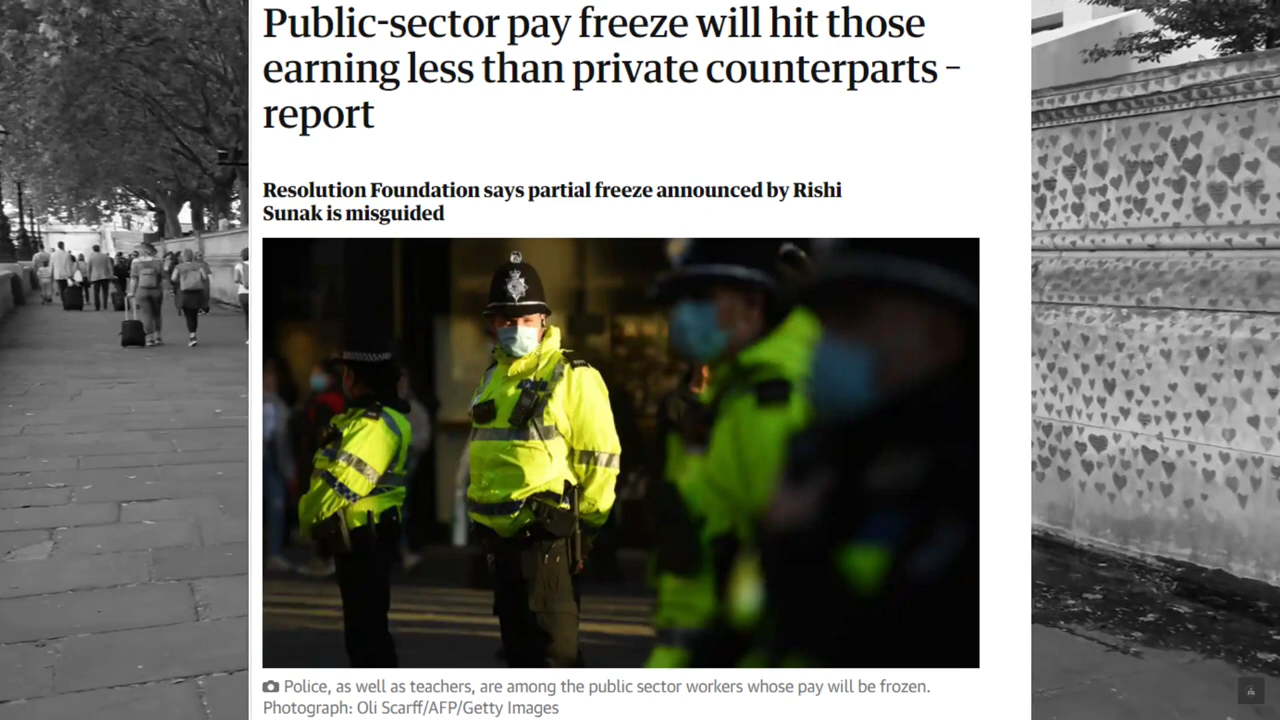 Public-sector pay freeze will hit those
earning less than private counterparts –
report
Resolution Foundation says partial freeze announced by Rishi
Sunak is misguided
Police, as well as teachers, are among the public sector workers whose pay will be frozen.
Photograph: Oli Scarff/AFP/Getty Images